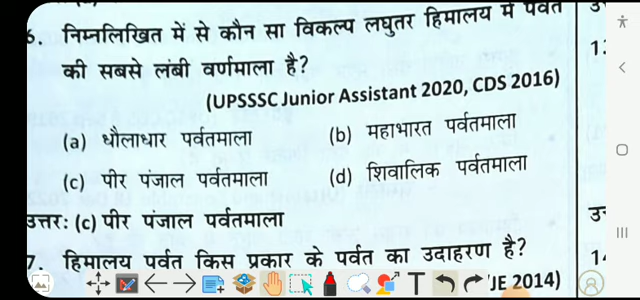 6. निम्नलिखित में से कौन सा विकल्प लघुतर हिमालय में पर्वत
की सबसे लंबी वर्णमाला है?
(UPSSSC Junior Assistant 2020, CDS 2016)
(a) धौलाधार पर्वतमाला (b) महाभारत पर्वतमाला
(c) पीर पंजाल पर्वतमाला (d) शिवालिक पर्वतमाला
उत्तर: (c) पीर पंजाल पर्वतमाला
7. हिमालय पर्वत किस प्रकार के पर्वत का उदाहरण है?
JE 2014)